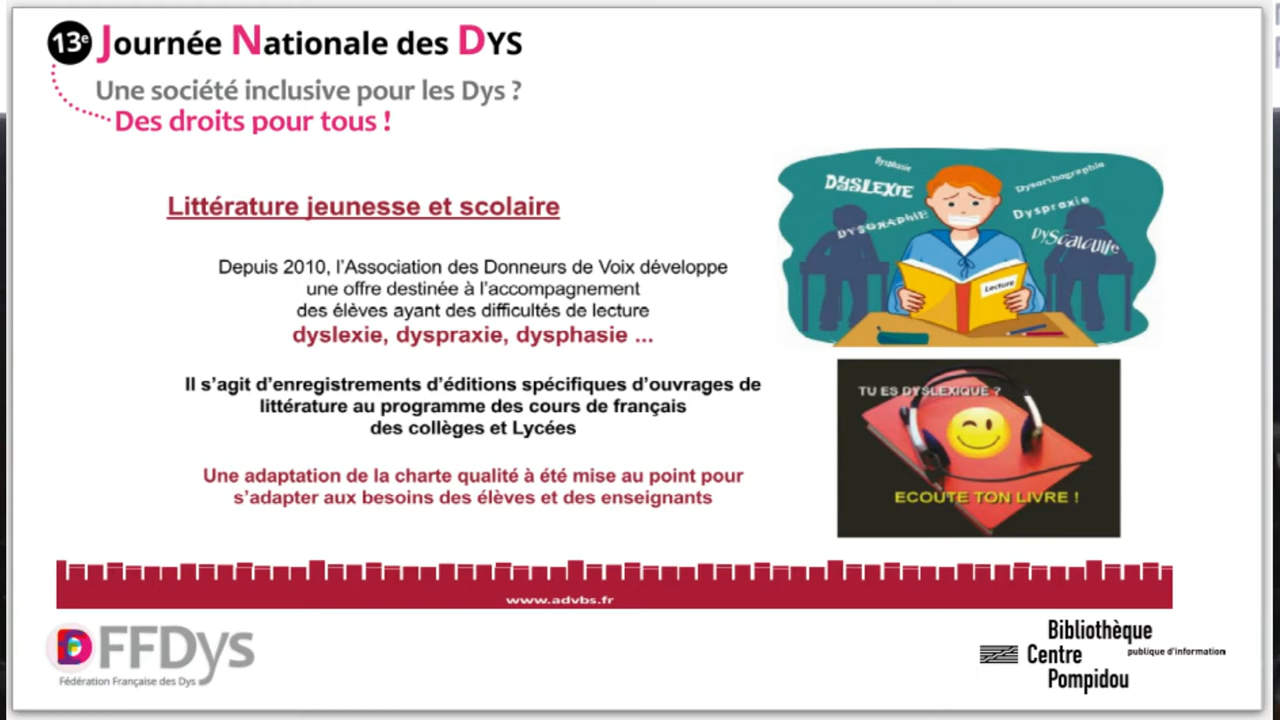 13e Journée Nationale des DYS
Une société inclusive pour les Dys ?
Des droits pour tous !
Littérature jeunesse et scolaire
Depuis 2010, l'Association des Donneurs de Voix développe
une offre destinée à l'accompagnement
des élèves ayant des difficultés de lecture
dyslexie, dyspraxie, dysphasie ...
Il s'agit d'enregistrements d'éditions spécifiques d'ouvrages de
littérature au programme des cours de français
des collèges et Lycées
Une adaptation de la charte qualité à été mise au point pour
s'adapter aux besoins des élèves et des enseignants
Dysphasie
DYSLEXIE
DYSGRAPHIE
Dysorthographie
Dyspraxie
DYScalculie
Lecture
TU ES DYSLEXIQUE ?
ECOUTE TON LIVRE !
www.advbs.fr
FFDys
Fédération Française des Dys
Bibliothèque
Centre publique d'information
Pompidou